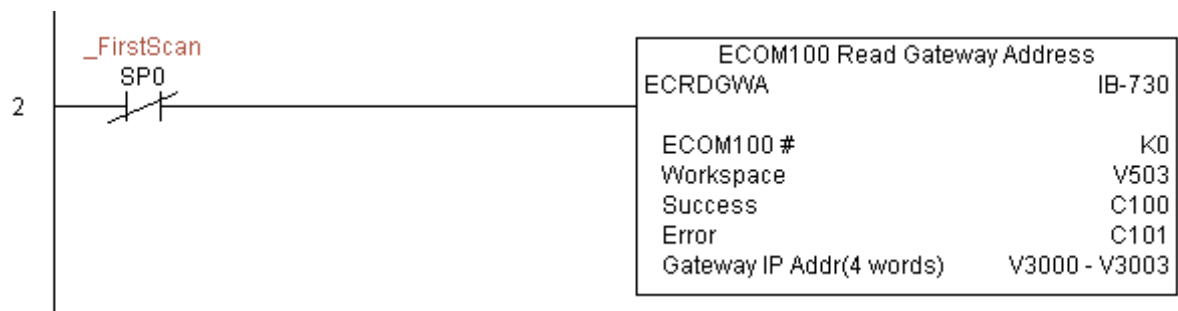 _FirstScan
SP0
2
ECOM100 Read Gateway Address
ECRDGWA IB-730
ECOM100 # K0
Workspace V503
Success C100
Error C101
Gateway IP Addr(4 words) V3000 - V3003